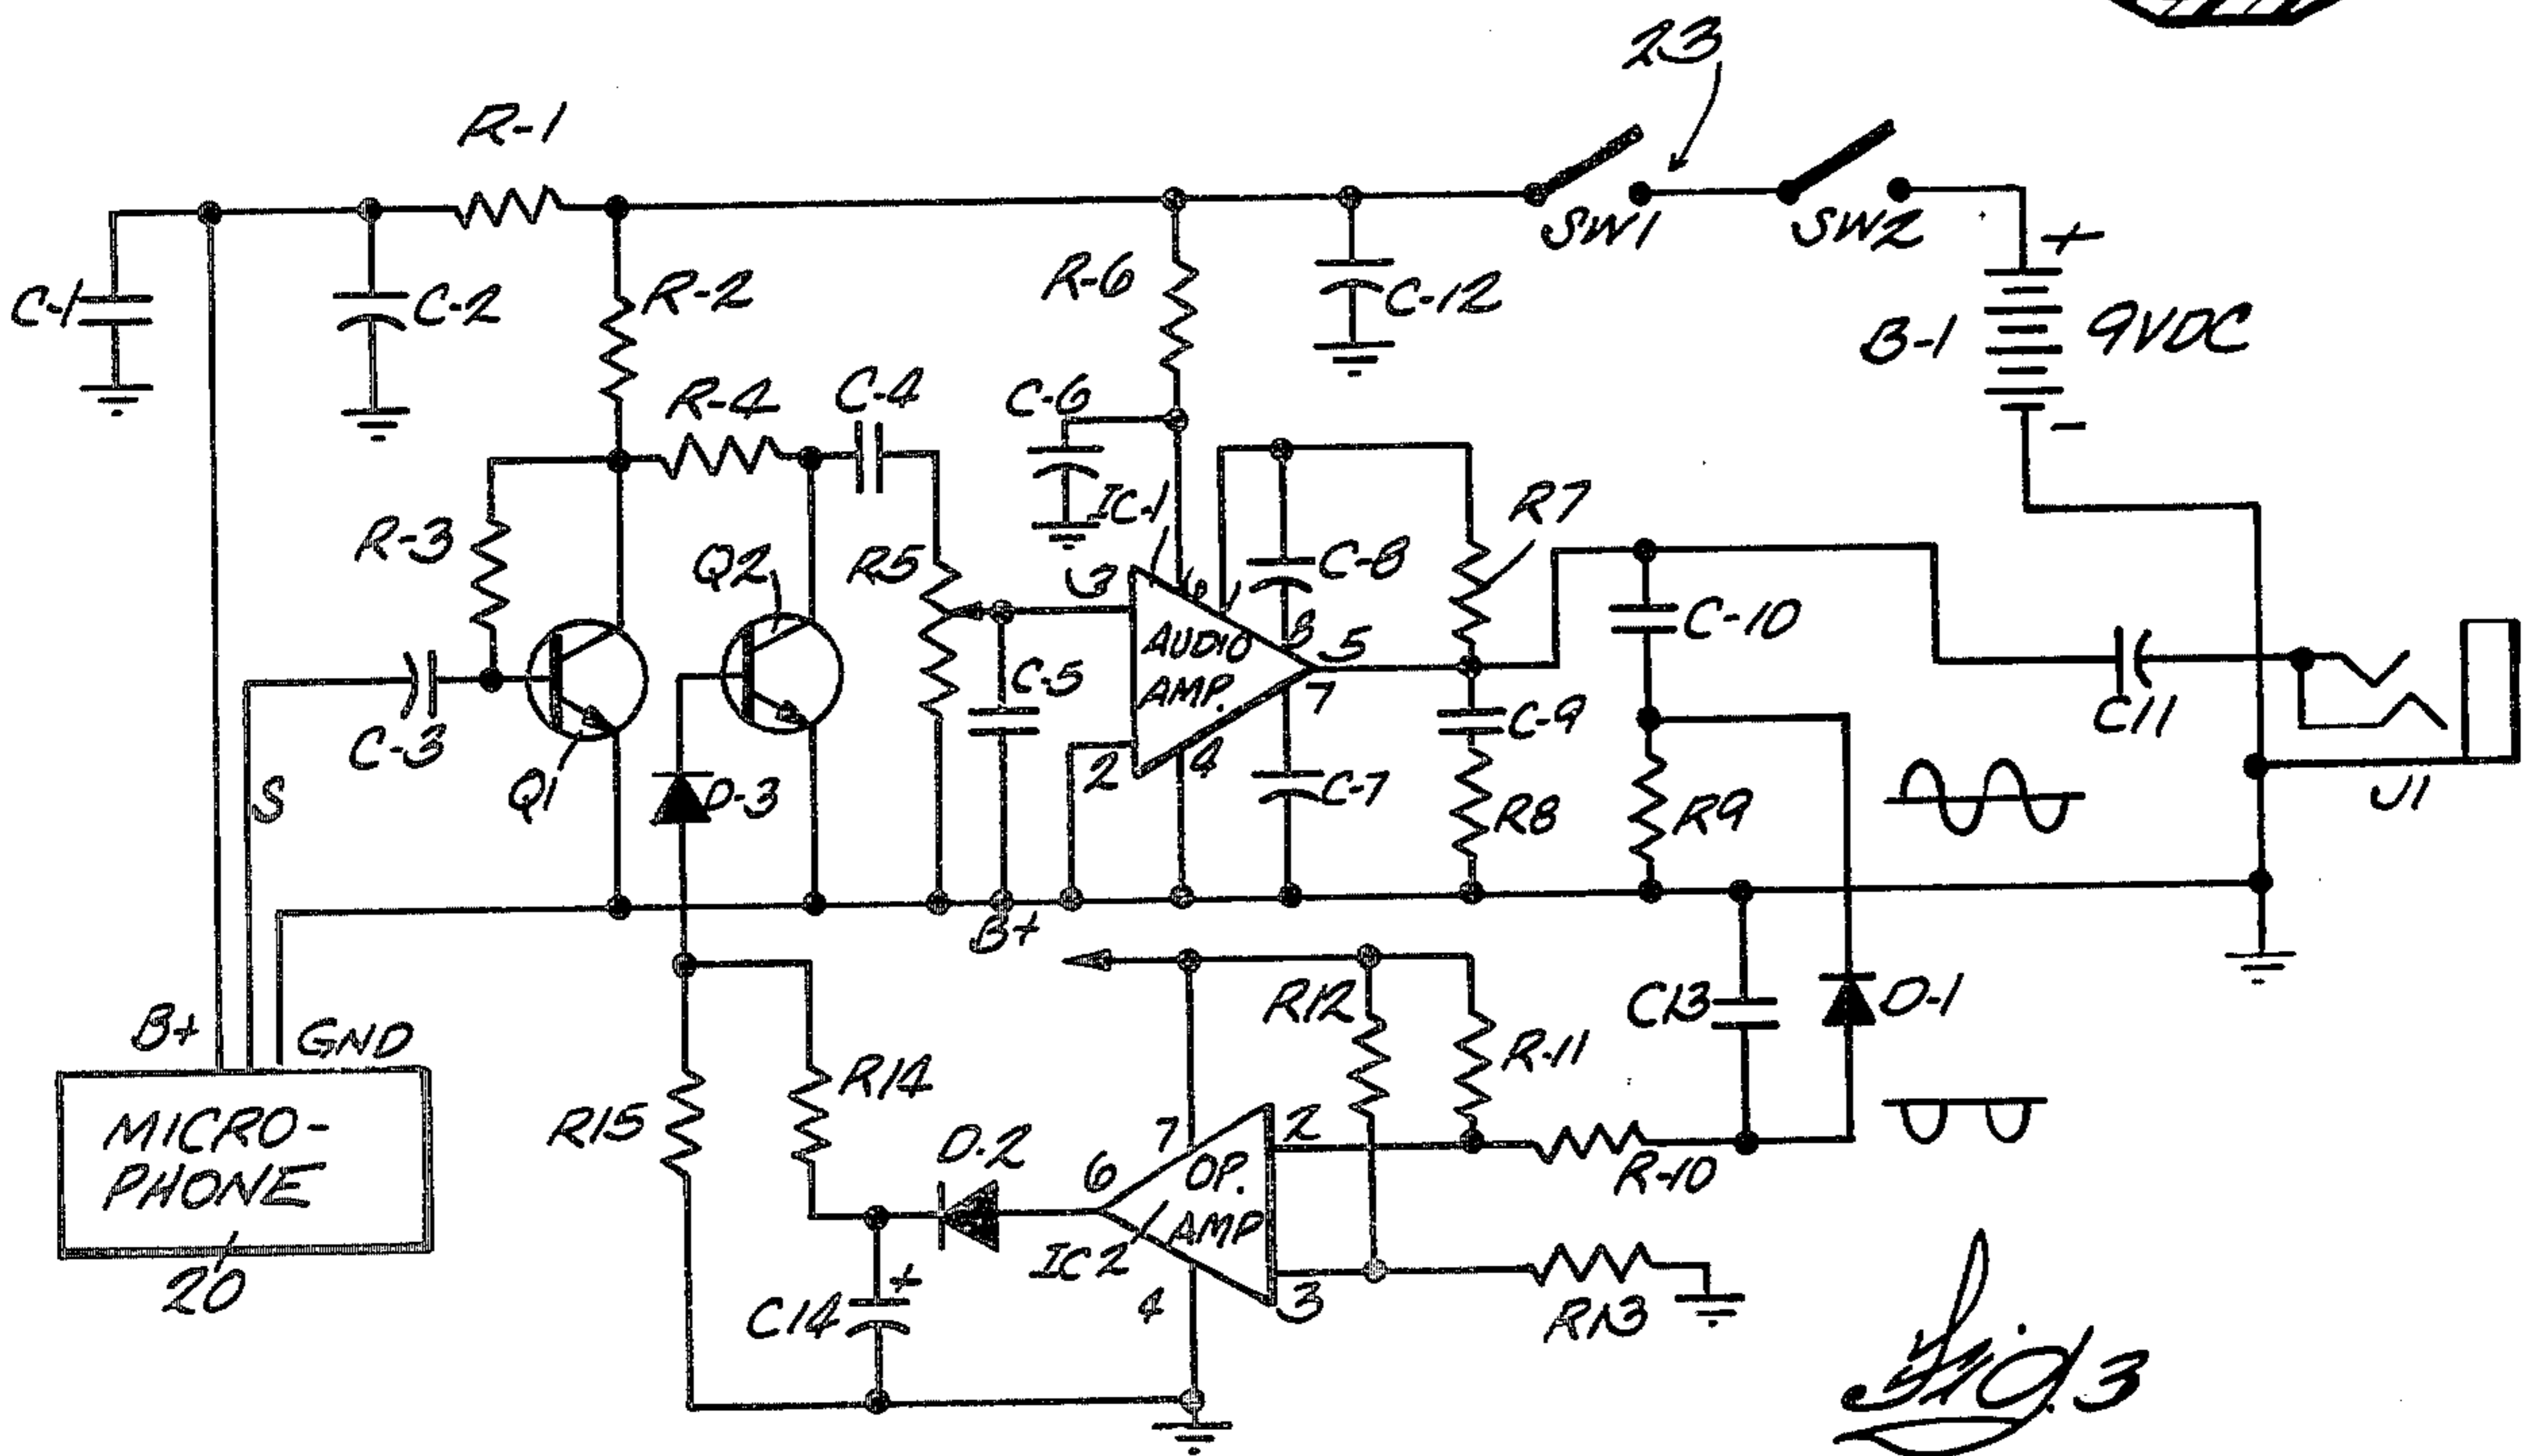 23
R-1
SW1
SW2
+
C-1
C-2
R-2
R-6
C-12
B-1
9VDC
-
R-4
C-4
C-6
IC-1
R7
R-3
Q2
R5
3
6
1
C-8
8
5
C-10
AUDIO
AMP.
C-5
7
C-9
C11
C-3
S
Q1
D-3
2
4
C-7
R8
R9
J1
B+
B+
GND
R12
R-11
C13
D-1
MICRO-
PHONE
20
R15
R14
D-2
6
7
2
OP.
AMP
R-10
IC2
C14
+
4
3
R13
Fig. 3